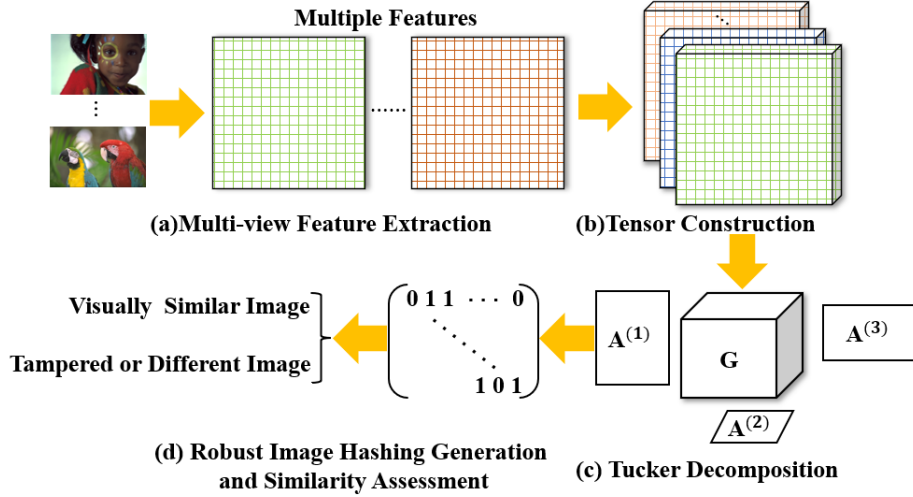 Multiple Features
(a)Multi-view Feature Extraction
(b)Tensor Construction
Visually Similar Image
Tampered or Different Image
0 1 1 ··· 0
1 0 1
A(1)
G
A(3)
A(2)
(c) Tucker Decomposition
(d) Robust Image Hashing Generation
and Similarity Assessment